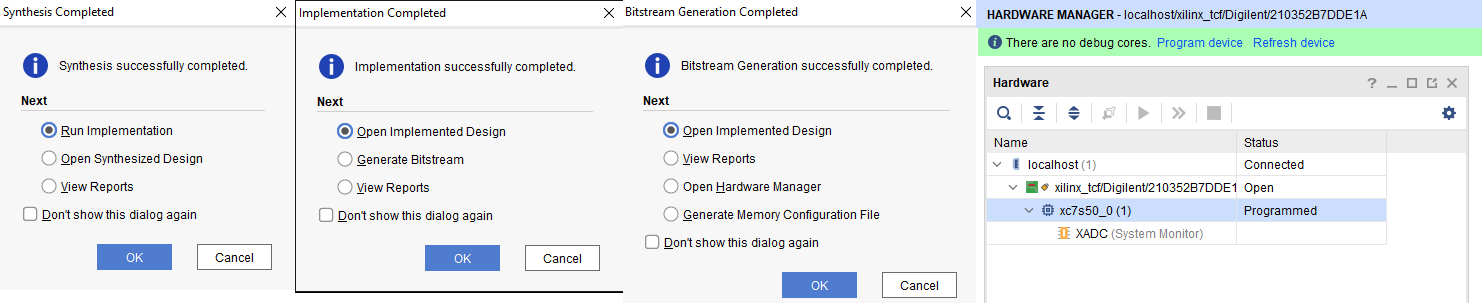 Synthesis Completed
Synthesis successfully completed.
Next
Run Implementation
Open Synthesized Design
View Reports
Don't show this dialog again
OK Cancel
Implementation Completed
Implementation successfully completed.
Next
Open Implemented Design
Generate Bitstream
View Reports
Don't show this dialog again
OK Cancel
Bitstream Generation Completed
Bitstream Generation successfully completed.
Next
Open Implemented Design
View Reports
Open Hardware Manager
Generate Memory Configuration File
Don't show this dialog again
OK Cancel
HARDWARE MANAGER - localhost/xilinx_tcf/Digilent/210352B7DDE1A
There are no debug cores. Program device Refresh device
Hardware
Name Status
localhost (1) Connected
xilinx_tcf/Digilent/210352B7DDE1 Open
xc7s50_0 (1) Programmed
XADC (System Monitor)